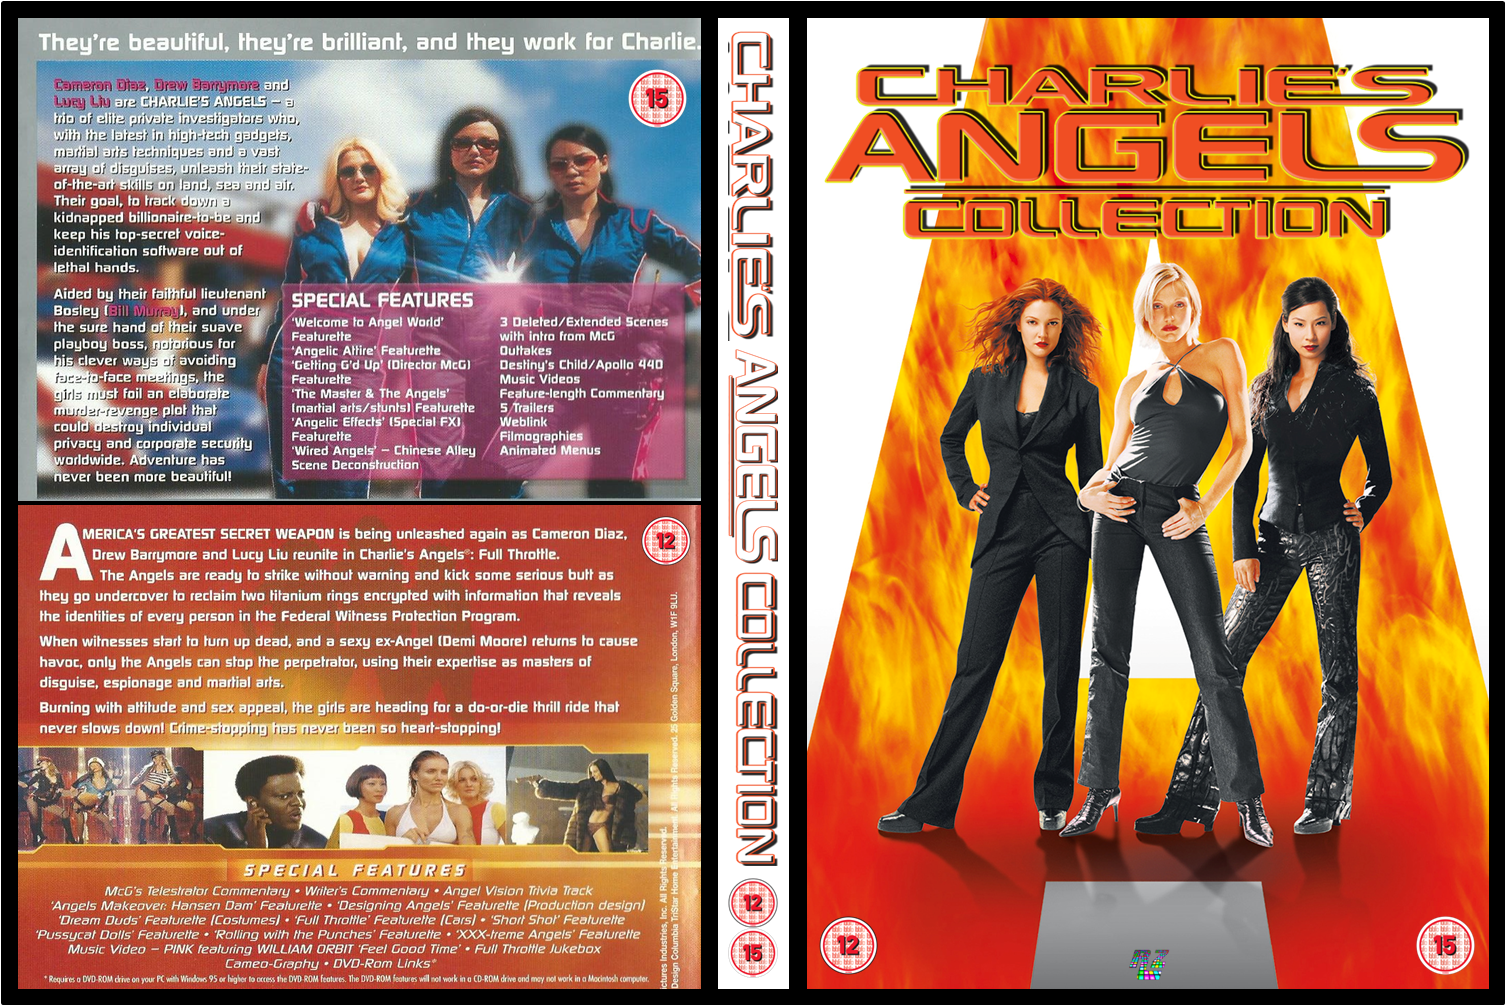 They're beautiful, they're brilliant, and they work for Charlie.
Cameron Diaz, Drew Barrymore and
Lucy Liu are CHARLIE'S ANGELS – a
trio of elite private investigators who,
with the latest in high-tech gadgets,
martial arts techniques and a vast
array of disguises, unleash their state-
of-the-art skills on land, sea and air.
Their goal, to track down a
kidnapped billionaire-to-be and
keep his top-secret voice-
identification software out of
lethal hands.
Aided by their faithful lieutenant
Bosley (Bill Murray), and under
the sure hand of their suave
playboy boss, notorious for
his clever ways of avoiding
face-to-face meetings, the
girls must foil an elaborate
murder-revenge plot that
could destroy individual
privacy and corporate security
worldwide. Adventure has
never been more beautiful!
15
SPECIAL FEATURES
'Welcome to Angel World'
Featurette
'Angelic Attire' Featurette
'Getting G'd Up' (Director McG)
Featurette
'The Master & The Angels'
(martial arts/stunts) Featurette
'Angelic Effects' (Special FX)
Featurette
'Wired Angels' – Chinese Alley
Scene Deconstruction
3 Deleted/Extended Scenes
with intro from McG
Outtakes
Destiny's Child/Apollo 440
Music Videos
Feature-length Commentary
5 Trailers
Weblink
Filmographies
Animated Menus
AMERICA'S GREATEST SECRET WEAPON is being unleashed again as Cameron Diaz,
Drew Barrymore and Lucy Liu reunite in Charlie's Angels®: Full Throttle.
The Angels are ready to strike without warning and kick some serious butt as
they go undercover to reclaim two titanium rings encrypted with information that reveals
the identities of every person in the Federal Witness Protection Program.
When witnesses start to turn up dead, and a sexy ex-Angel (Demi Moore) returns to cause
havoc, only the Angels can stop the perpetrator, using their expertise as masters of
disguise, espionage and martial arts.
Burning with attitude and sex appeal, the girls are heading for a do-or-die thrill ride that
never slows down! Crime-stopping has never been so heart-stopping!
12
SPECIAL FEATURES
McG's Telestrator Commentary • Writer's Commentary • Angel Vision Trivia Track
'Angels Makeover: Hansen Dam' Featurette • 'Designing Angels' Featurette (Production design)
'Dream Duds' Featurette (Costumes) • 'Full Throttle' Featurette (Cars) • 'Short Shot' Featurette
'Pussycat Dolls' Featurette • 'Rolling with the Punches' Featurette • 'XXX-treme Angels' Featurette
Music Video – P!NK featuring WILLIAM ORBIT 'Feel Good Time' • Full Throttle Jukebox
Cameo-Graphy • DVD-Rom Links*
* Requires a DVD-ROM drive on your PC with Windows 95 or higher to access the DVD-ROM features. The DVD-ROM features will not work in a CD-ROM drive and may not work in a Macintosh computer.
ictures Industries, Inc. All Rights Reserved.
Design Columbia TriStar Home Entertainment. All Rights Reserved. 25 Golden Square, London, W1F 9LU.
CHARLIE'S ANGELS COLLECTION
12
15
CHARLIE'S
ANGELS
COLLECTION
12
15